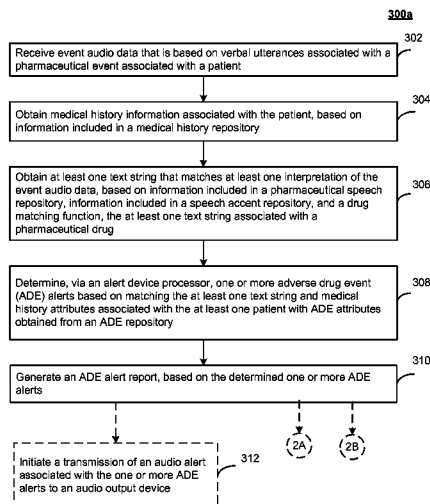 300a
Receive event audio data that is based on verbal utterances associated with a
pharmaceutical event associated with a patient
302
Obtain medical history information associated with the patient, based on
information included in a medical history repository
304
Obtain at least one text string that matches at least one interpretation of the
event audio data, based on information included in a pharmaceutical speech
repository, information included in a speech accent repository, and a drug
matching function, the at least one text string associated with a
pharmaceutical drug
306
Determine, via an alert device processor, one or more adverse drug event
(ADE) alerts based on matching the at least one text string and medical
history attributes associated with the at least one patient with ADE attributes
obtained from an ADE repository
308
Generate an ADE alert report, based on the determined one or more ADE
alerts
310
2A
2B
Initiate a transmission of an audio alert
associated with the one or more ADE
alerts to an audio output device
312